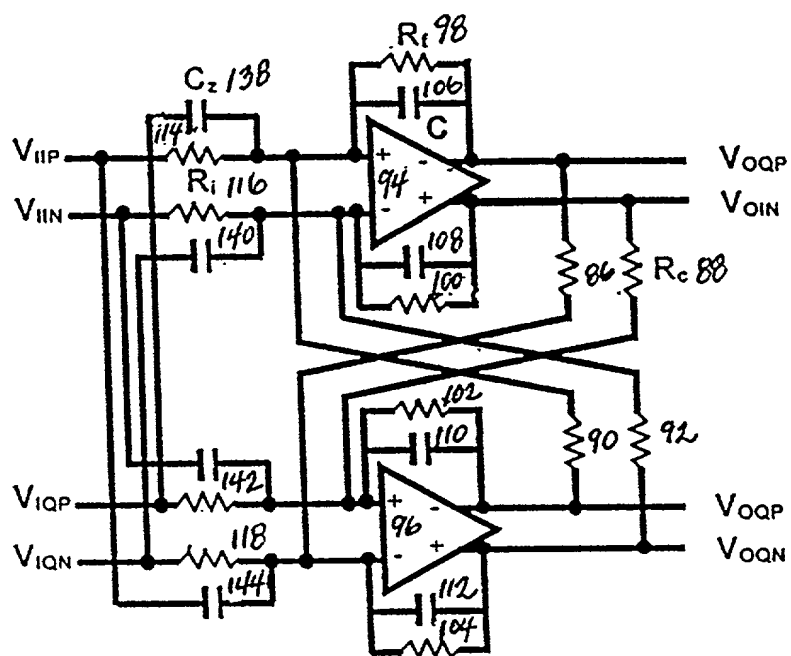 Rf 98
Cz 138
106
C
114
VIIP
+ -
94
VOQP
Ri 116
VIIN
- +
VOIN
140
108
100
86
Rc 88
102
110
90
92
142
VIQP
+ -
96
VOQP
118
VIQN
- +
VOQN
144
112
104